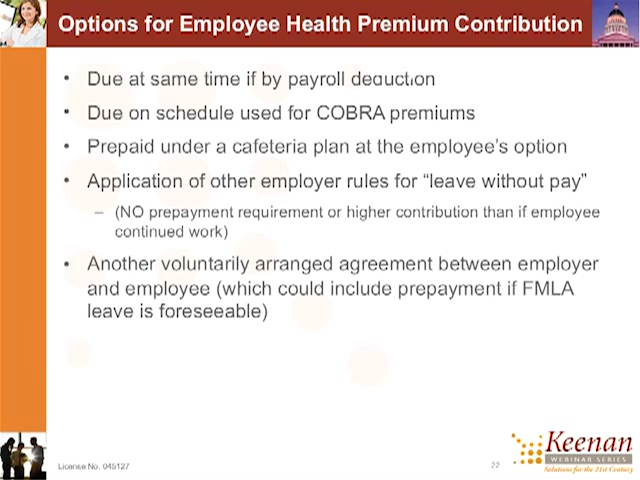 Options for Employee Health Premium Contribution
• Due at same time if by payroll deduction
• Due on schedule used for COBRA premiums
• Prepaid under a cafeteria plan at the employee's option
• Application of other employer rules for “leave without pay”
– (NO prepayment requirement or higher contribution than if employee
continued work)
• Another voluntarily arranged agreement between employer
and employee (which could include prepayment if FMLA
leave is foreseeable)
License No. 045127
22
Keenan
WEBINAR SERIES
Solutions for the 21st Century